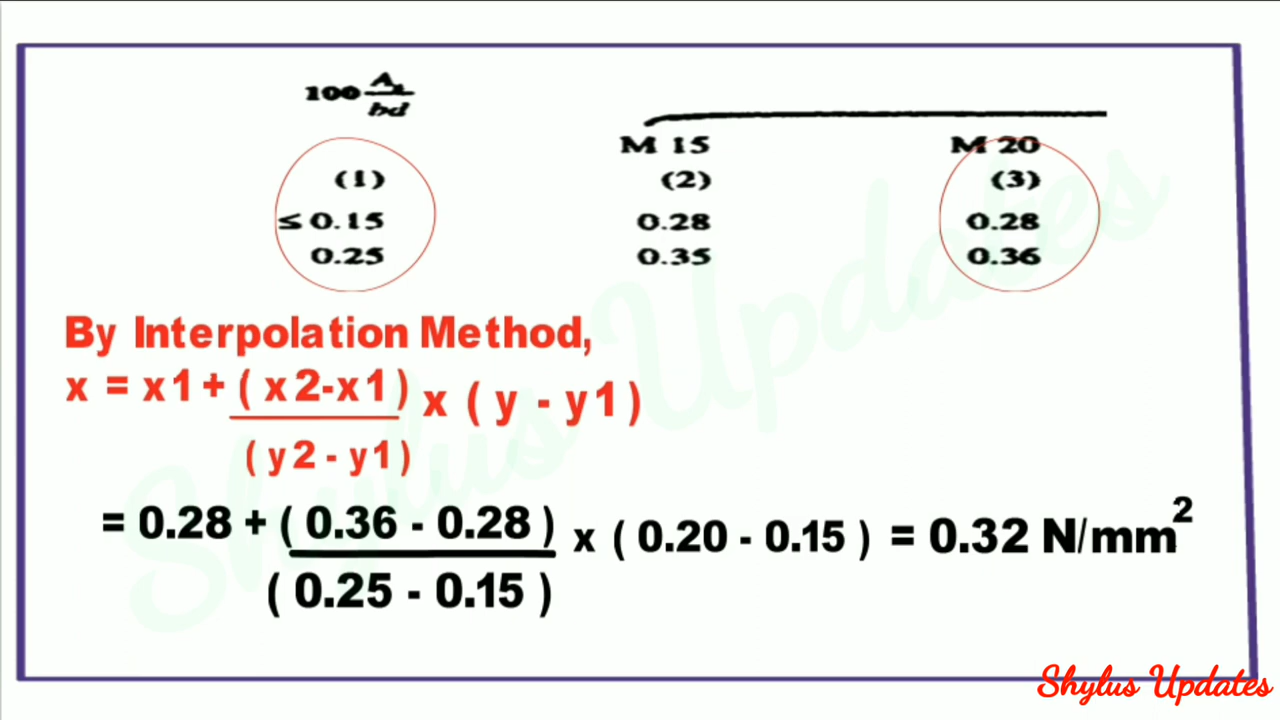 100 As/bd
M 15 M 20
(1) (2) (3)
≤ 0.15 0.28 0.28
0.25 0.35 0.36
By Interpolation Method,
x = x1 + ( x2-x1 ) x ( y - y1 )
( y2 - y1 )
= 0.28 + ( 0.36 - 0.28 ) x ( 0.20 - 0.15 ) = 0.32 N/mm²
( 0.25 - 0.15 )
Shylus Updates
Shylus Updates